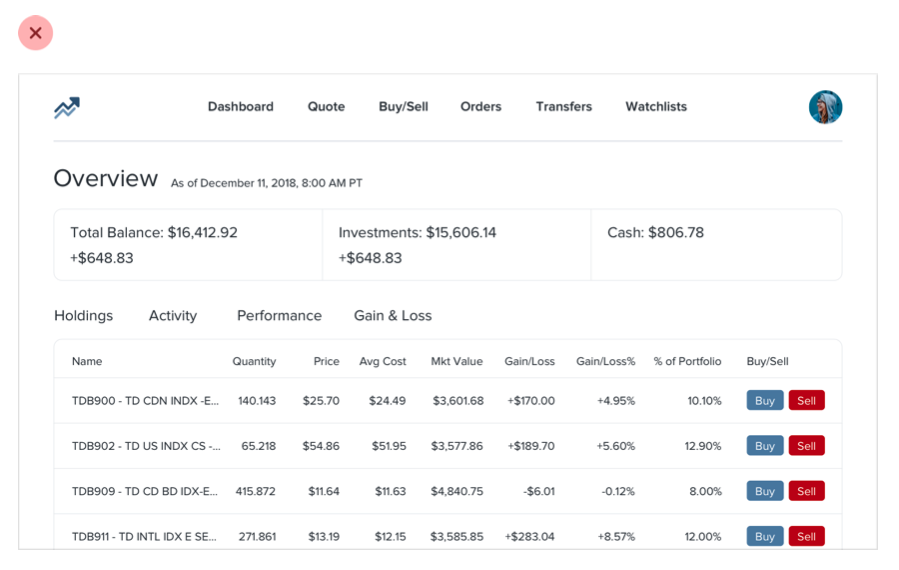 Dashboard Quote Buy/Sell Orders Transfers Watchlists
Overview As of December 11, 2018, 8:00 AM PT
Total Balance: $16,412.92 Investments: $15,606.14 Cash: $806.78
+$648.83 +$648.83
Holdings Activity Performance Gain & Loss
Name Quantity Price Avg Cost Mkt Value Gain/Loss Gain/Loss% % of Portfolio Buy/Sell
TDB900 - TD CDN INDX -E... 140.143 $25.70 $24.49 $3,601.68 +$170.00 +4.95% 10.10% Buy Sell
TDB902 - TD US INDX CS -... 65.218 $54.86 $51.95 $3,577.86 +$189.70 +5.60% 12.90% Buy Sell
TDB909 - TD CD BD IDX-E... 415.872 $11.64 $11.63 $4,840.75 -$6.01 -0.12% 8.00% Buy Sell
TDB911 - TD INTL IDX E SE... 271.861 $13.19 $12.15 $3,585.85 +$283.04 +8.57% 12.00% Buy Sell